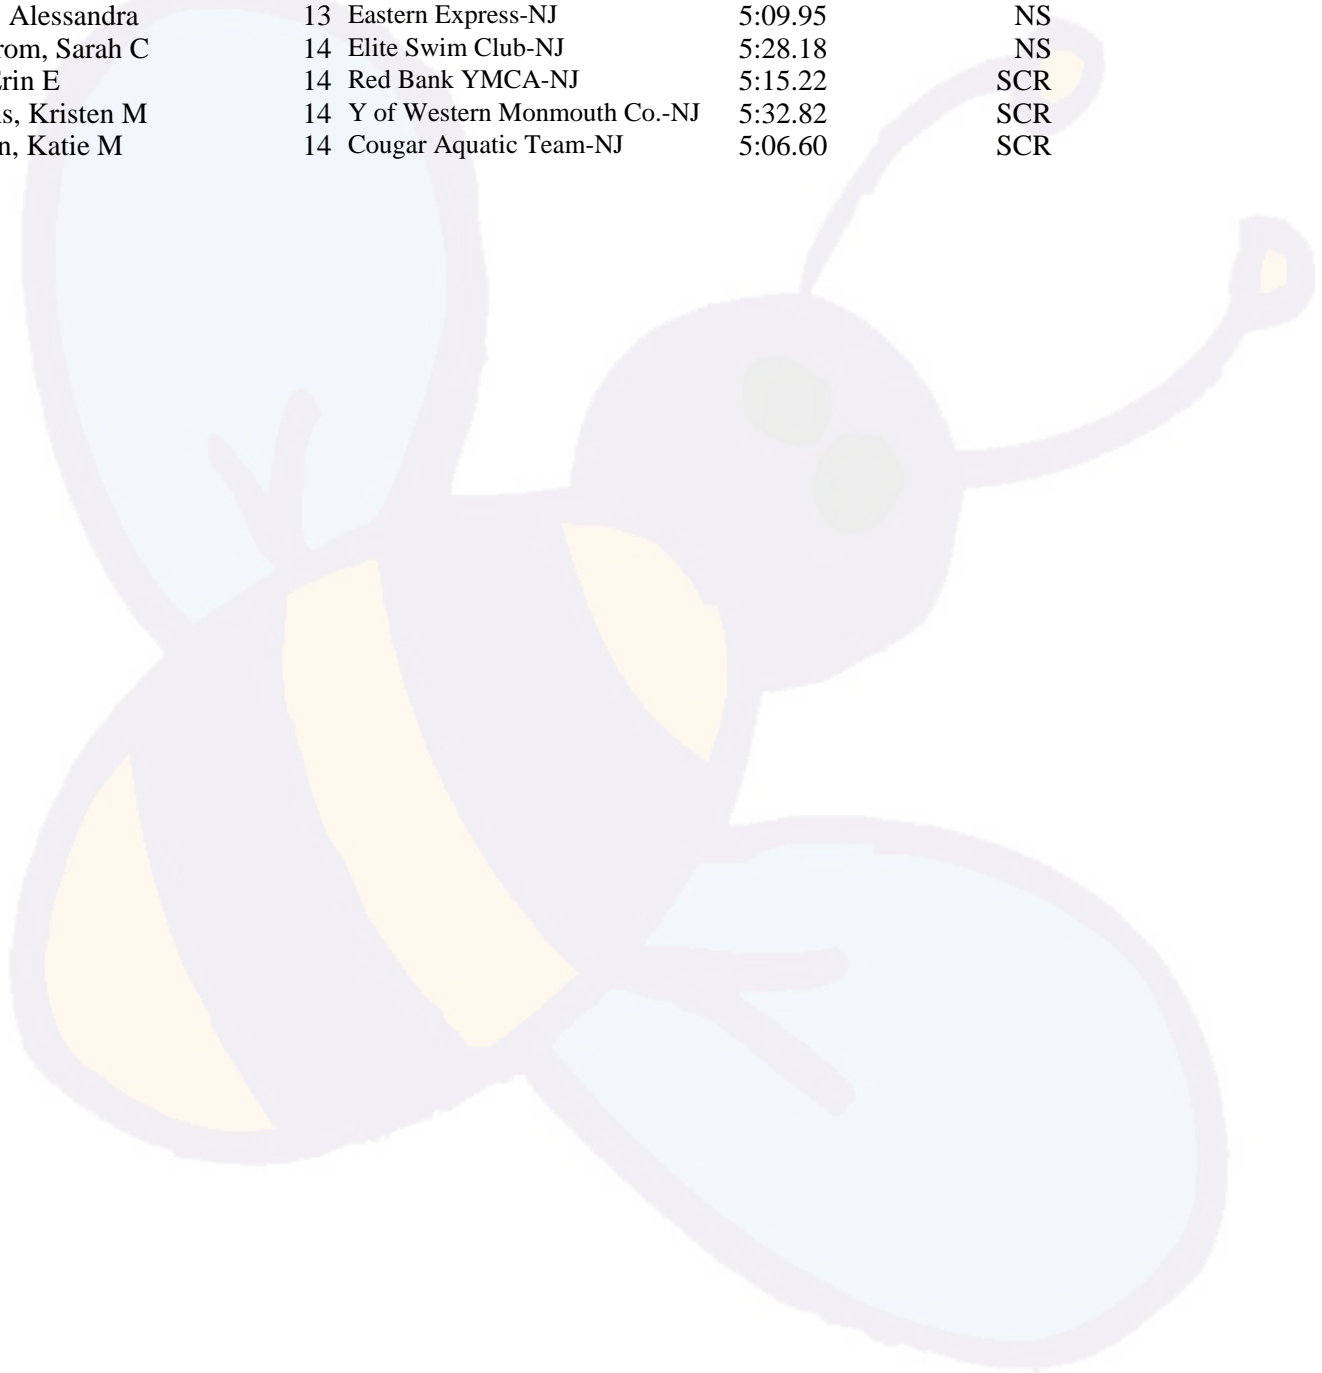 Alessandra 13 Eastern Express-NJ 5:09.95 NS
Sarah C 14 Elite Swim Club-NJ 5:28.18 NS
Erin E 14 Red Bank YMCA-NJ 5:15.22 SCR
Kristen M 14 Y of Western Monmouth Co.-NJ 5:32.82 SCR
Katie M 14 Cougar Aquatic Team-NJ 5:06.60 SCR